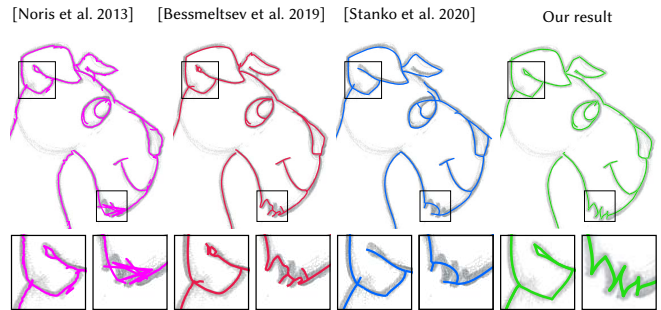 [Noris et al. 2013] [Bessmeltsev et al. 2019] [Stanko et al. 2020] Our result